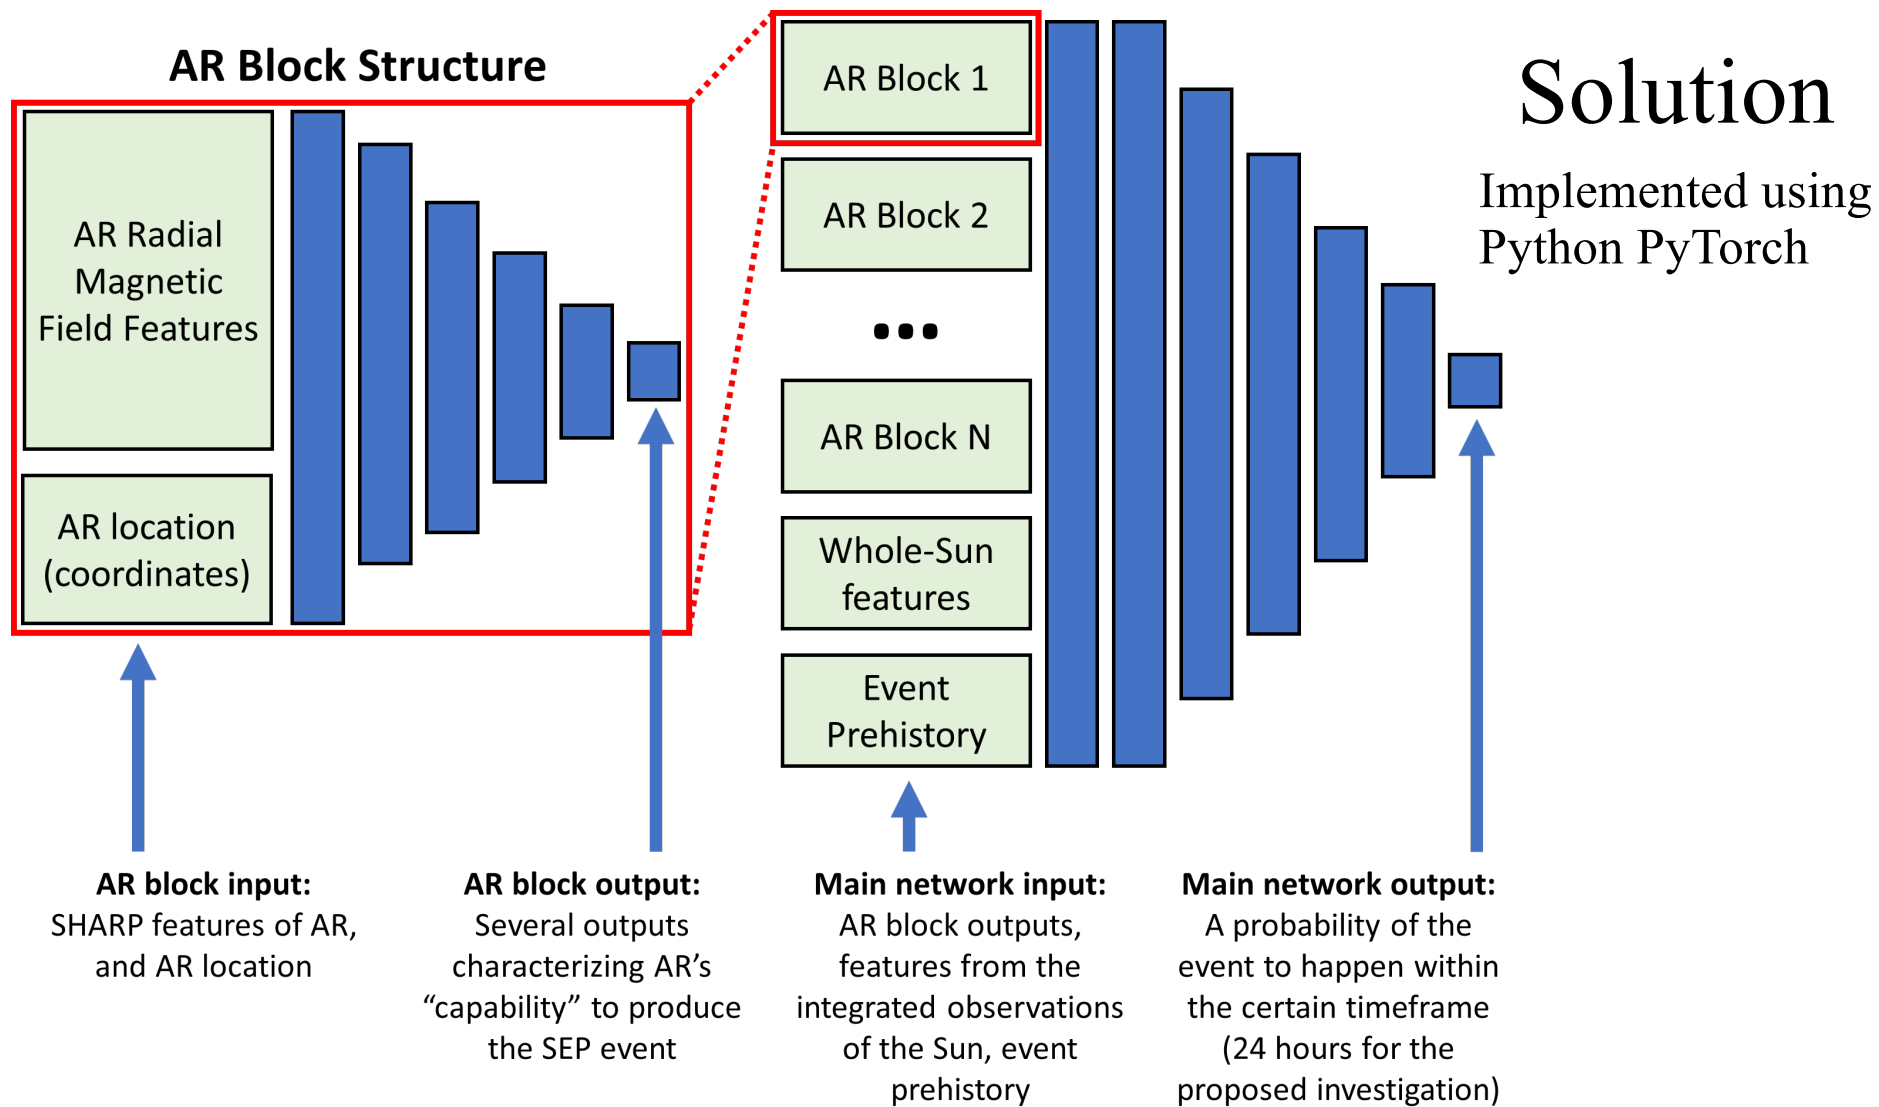 AR Block Structure
AR Radial
Magnetic
Field Features
AR location
(coordinates)
AR Block 1
AR Block 2
...
AR Block N
Whole-Sun
features
Event
Prehistory
Solution
Implemented using
Python PyTorch
AR block input:
SHARP features of AR,
and AR location
AR block output:
Several outputs
characterizing AR’s
“capability” to produce
the SEP event
Main network input:
AR block outputs,
features from the
integrated observations
of the Sun, event
prehistory
Main network output:
A probability of the
event to happen within
the certain timeframe
(24 hours for the
proposed investigation)